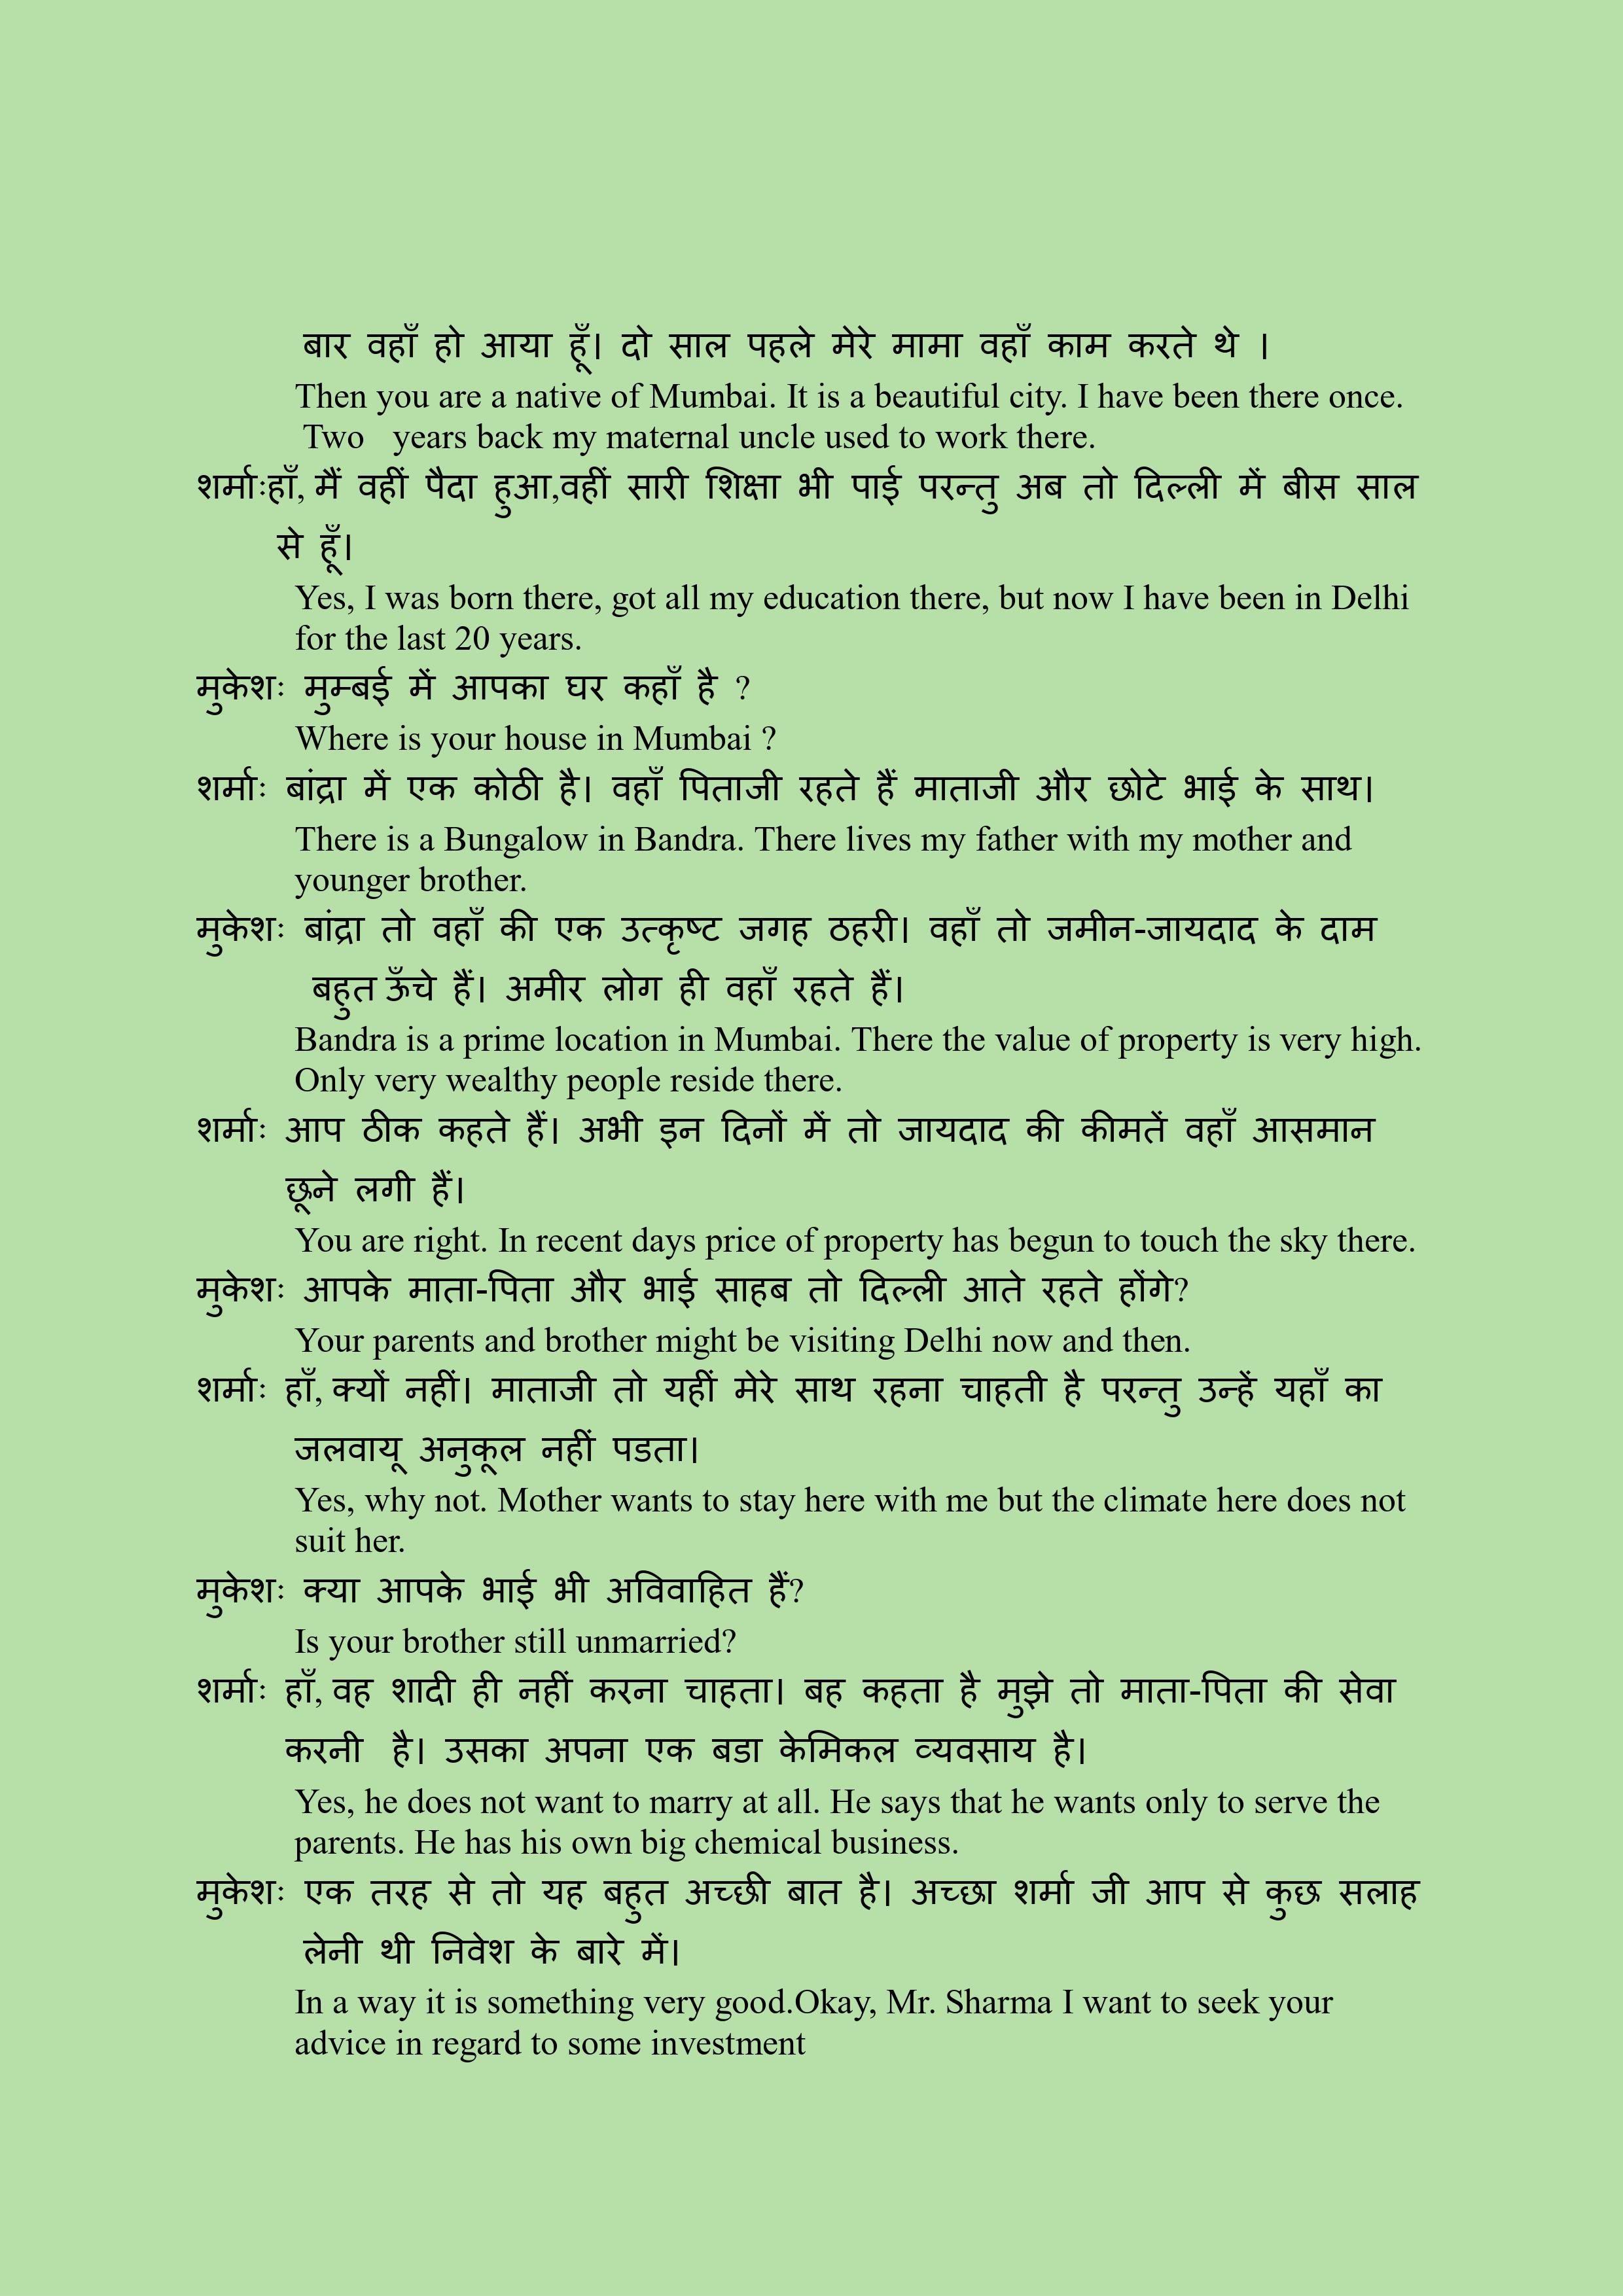 बार वहाँ हो आया हूँ। दो साल पहले मेरे मामा वहाँ काम करते थे ।
Then you are a native of Mumbai. It is a beautiful city. I have been there once.
Two years back my maternal uncle used to work there.
शर्माःहाँ, मैं वहीं पैदा हुआ,वहीं सारी शिक्षा भी पाई परन्तु अब तो दिल्ली में बीस साल
से हूँ।
Yes, I was born there, got all my education there, but now I have been in Delhi
for the last 20 years.
मुकेशः मुम्बई में आपका घर कहाँ है ?
Where is your house in Mumbai ?
शर्माः बांद्रा में एक कोठी है। वहाँ पिताजी रहते हैं माताजी और छोटे भाई के साथ।
There is a Bungalow in Bandra. There lives my father with my mother and
younger brother.
मुकेशः बांद्रा तो वहाँ की एक उत्कृष्ट जगह ठहरी। वहाँ तो जमीन-जायदाद के दाम
बहुत ऊँचे हैं। अमीर लोग ही वहाँ रहते हैं।
Bandra is a prime location in Mumbai. There the value of property is very high.
Only very wealthy people reside there.
शर्माः आप ठीक कहते हैं। अभी इन दिनों में तो जायदाद की कीमतें वहाँ आसमान
छूने लगी हैं।
You are right. In recent days price of property has begun to touch the sky there.
मुकेशः आपके माता-पिता और भाई साहब तो दिल्ली आते रहते होंगे?
Your parents and brother might be visiting Delhi now and then.
शर्माः हाँ, क्यों नहीं। माताजी तो यहीं मेरे साथ रहना चाहती है परन्तु उन्हें यहाँ का
जलवायू अनुकूल नहीं पडता।
Yes, why not. Mother wants to stay here with me but the climate here does not
suit her.
मुकेशः क्या आपके भाई भी अविवाहित हैं?
Is your brother still unmarried?
शर्माः हाँ, वह शादी ही नहीं करना चाहता। बह कहता है मुझे तो माता-पिता की सेवा
करनी है। उसका अपना एक बडा केमिकल व्यवसाय है।
Yes, he does not want to marry at all. He says that he wants only to serve the
parents. He has his own big chemical business.
मुकेशः एक तरह से तो यह बहुत अच्छी बात है। अच्छा शर्मा जी आप से कुछ सलाह
लेनी थी निवेश के बारे में।
In a way it is something very good.Okay, Mr. Sharma I want to seek your
advice in regard to some investment